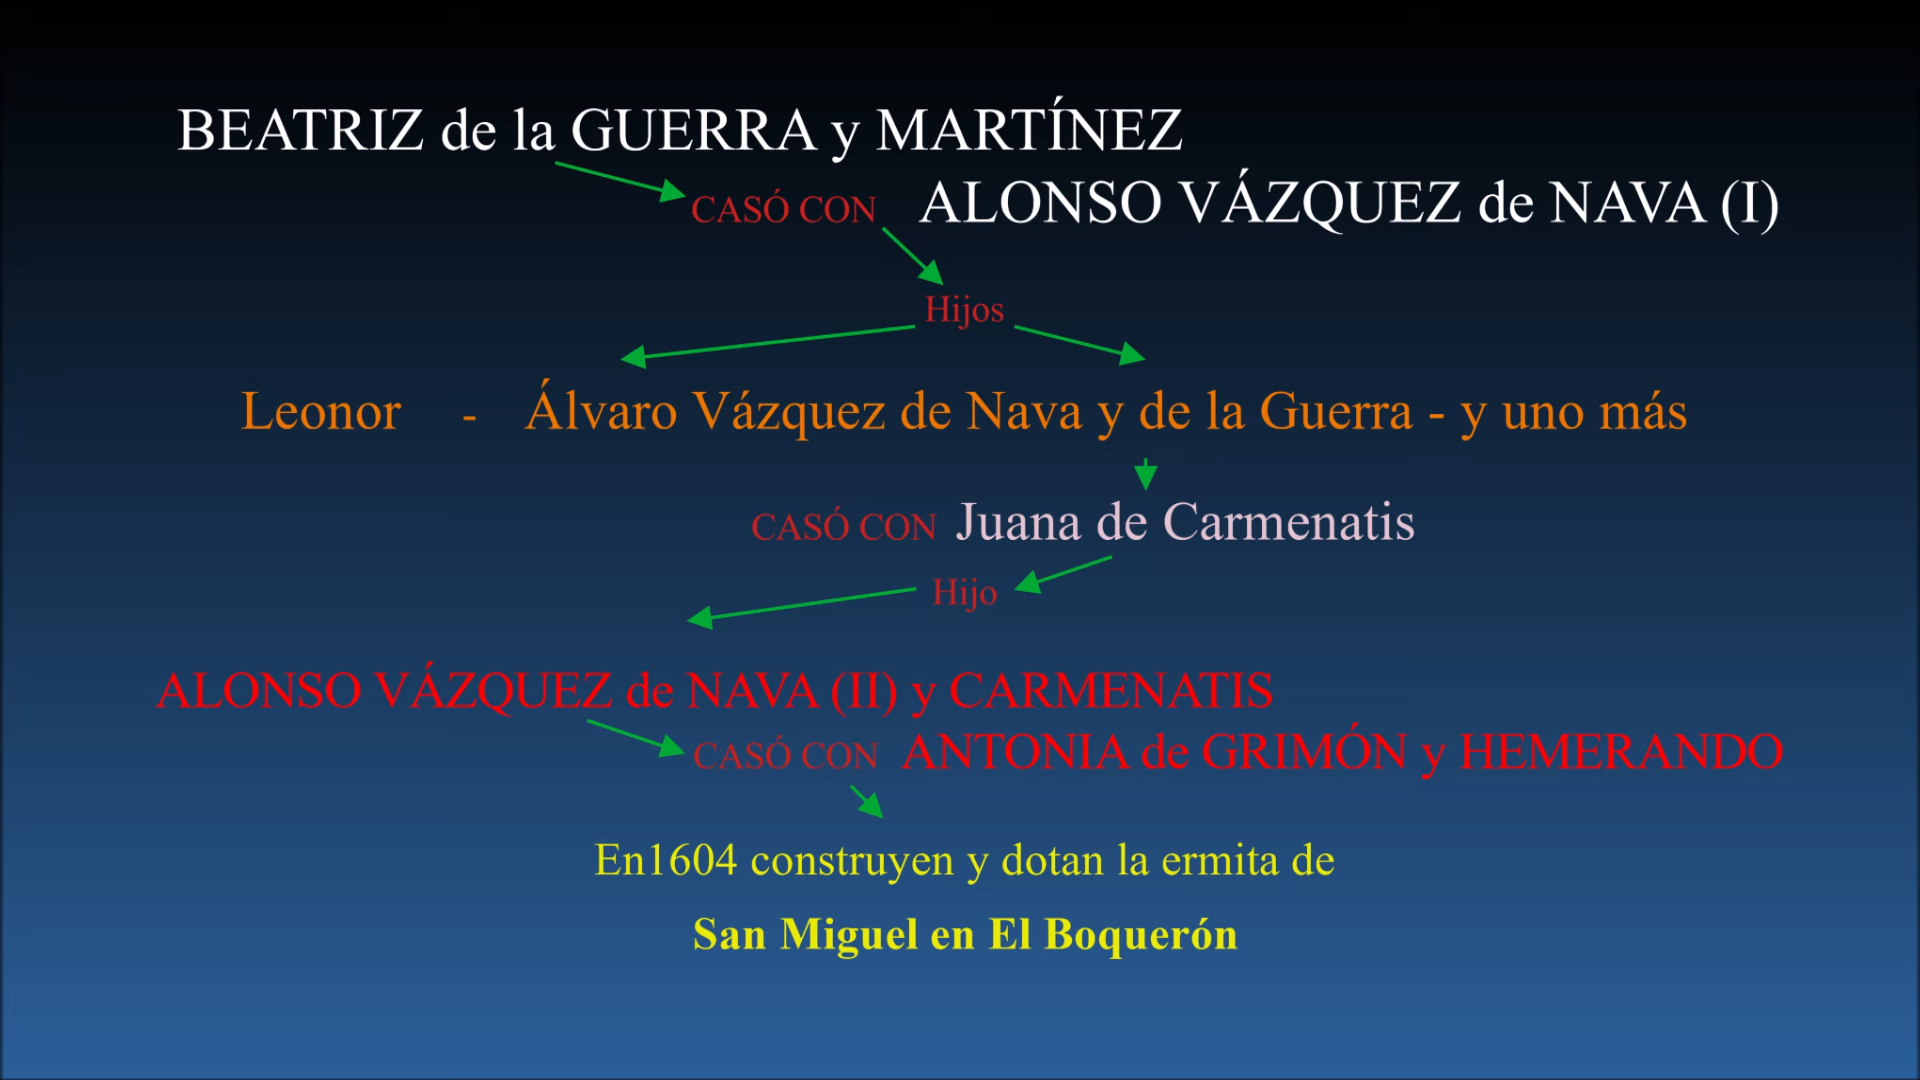 BEATRIZ de la GUERRA y MARTÍNEZ
CASÓ CON ALONSO VÁZQUEZ de NAVA (I)
Hijos
Leonor - Álvaro Vázquez de Nava y de la Guerra - y uno más
CASÓ CON Juana de Carmenatis
Hijo
ALONSO VÁZQUEZ de NAVA (II) y CARMENATIS
CASÓ CON ANTONIA de GRIMÓN y HEMERANDO
En1604 construyen y dotan la ermita de
San Miguel en El Boquerón